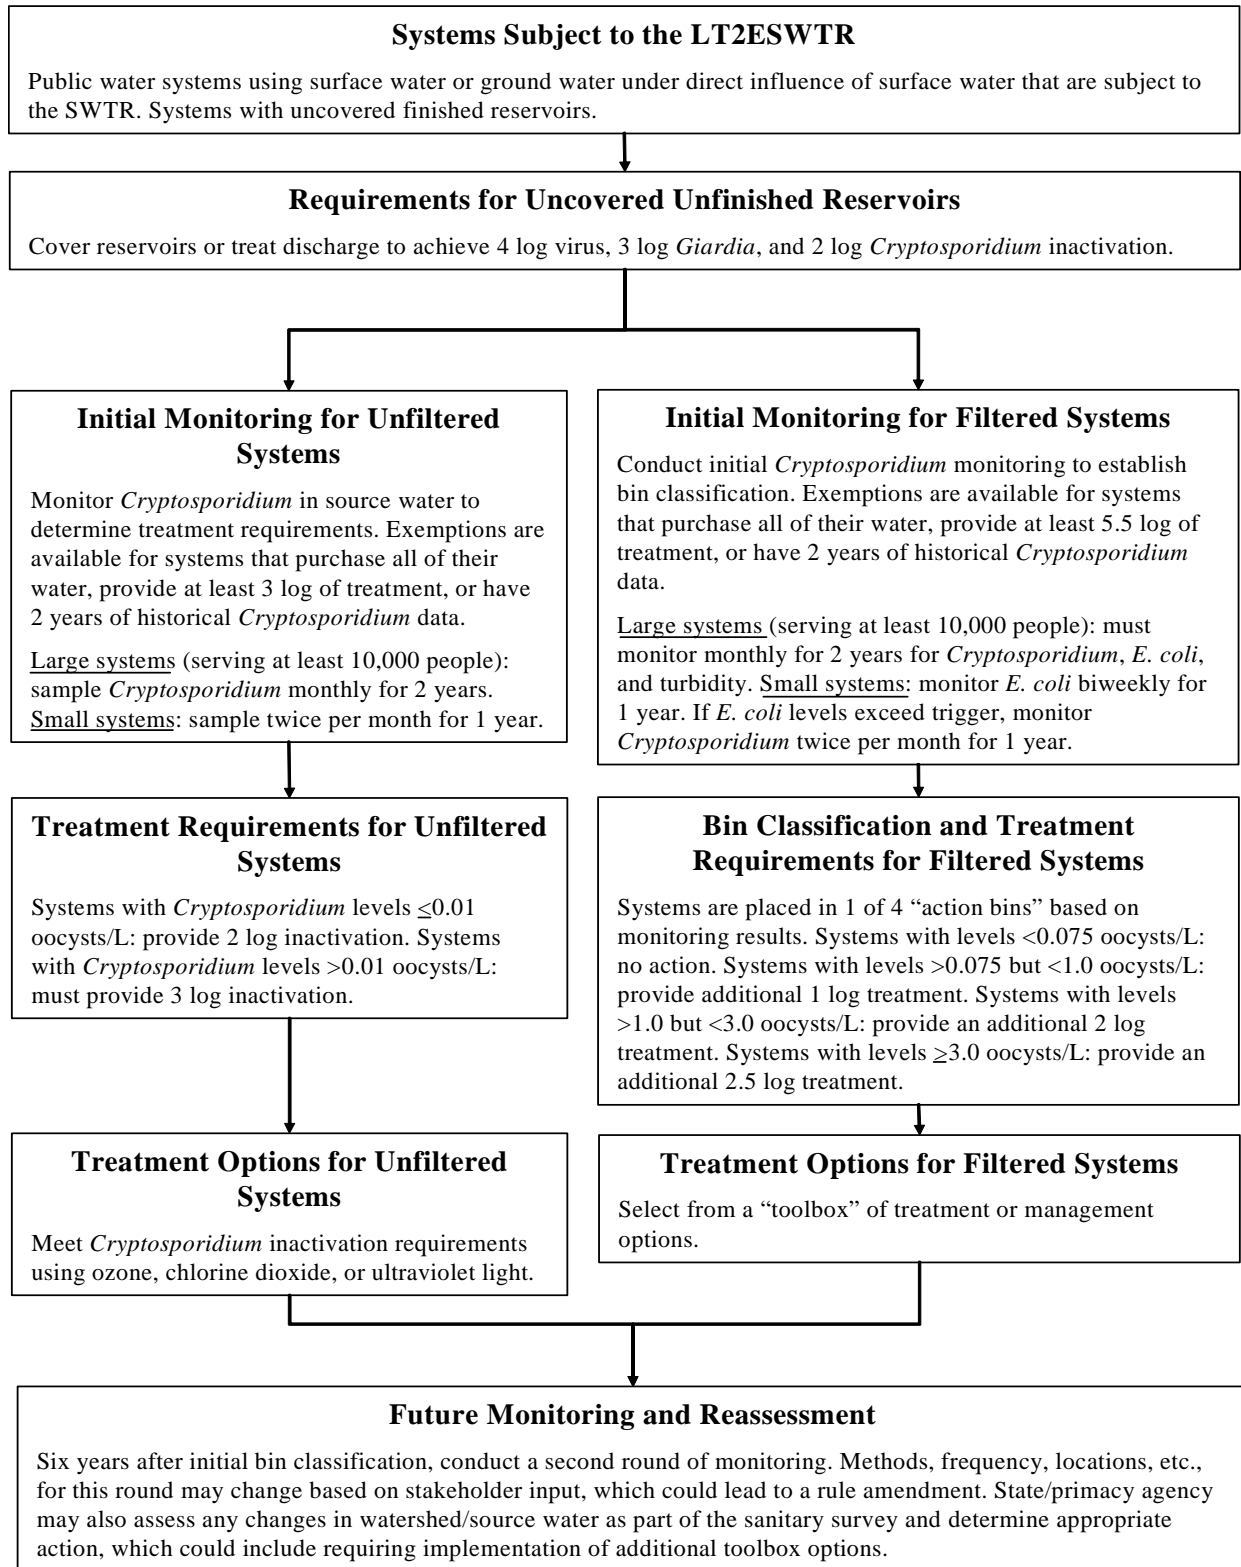 Systems Subject to the LT2ESWTR
Public water systems using surface water or ground water under direct influence of surface water that are subject to
the SWTR. Systems with uncovered finished reservoirs.
Requirements for Uncovered Unfinished Reservoirs
Cover reservoirs or treat discharge to achieve 4 log virus, 3 log Giardia, and 2 log Cryptosporidium inactivation.
Initial Monitoring for Unfiltered
Systems
Monitor Cryptosporidium in source water to
determine treatment requirements. Exemptions are
available for systems that purchase all of their
water, provide at least 3 log of treatment, or have
2 years of historical Cryptosporidium data.
Large systems (serving at least 10,000 people):
sample Cryptosporidium monthly for 2 years.
Small systems: sample twice per month for 1 year.
Initial Monitoring for Filtered Systems
Conduct initial Cryptosporidium monitoring to establish
bin classification. Exemptions are available for systems
that purchase all of their water, provide at least 5.5 log of
treatment, or have 2 years of historical Cryptosporidium
data.
Large systems (serving at least 10,000 people): must
monitor monthly for 2 years for Cryptosporidium, E. coli,
and turbidity. Small systems: monitor E. coli biweekly for
1 year. If E. coli levels exceed trigger, monitor
Cryptosporidium twice per month for 1 year.
Treatment Requirements for Unfiltered
Systems
Systems with Cryptosporidium levels ≤0.01
oocysts/L: provide 2 log inactivation. Systems
with Cryptosporidium levels >0.01 oocysts/L:
must provide 3 log inactivation.
Bin Classification and Treatment
Requirements for Filtered Systems
Systems are placed in 1 of 4 “action bins” based on
monitoring results. Systems with levels <0.075 oocysts/L:
no action. Systems with levels >0.075 but <1.0 oocysts/L:
provide additional 1 log treatment. Systems with levels
>1.0 but <3.0 oocysts/L: provide an additional 2 log
treatment. Systems with levels ≥3.0 oocysts/L: provide an
additional 2.5 log treatment.
Treatment Options for Unfiltered
Systems
Meet Cryptosporidium inactivation requirements
using ozone, chlorine dioxide, or ultraviolet light.
Treatment Options for Filtered Systems
Select from a “toolbox” of treatment or management
options.
Future Monitoring and Reassessment
Six years after initial bin classification, conduct a second round of monitoring. Methods, frequency, locations, etc.,
for this round may change based on stakeholder input, which could lead to a rule amendment. State/primacy agency
may also assess any changes in watershed/source water as part of the sanitary survey and determine appropriate
action, which could include requiring implementation of additional toolbox options.